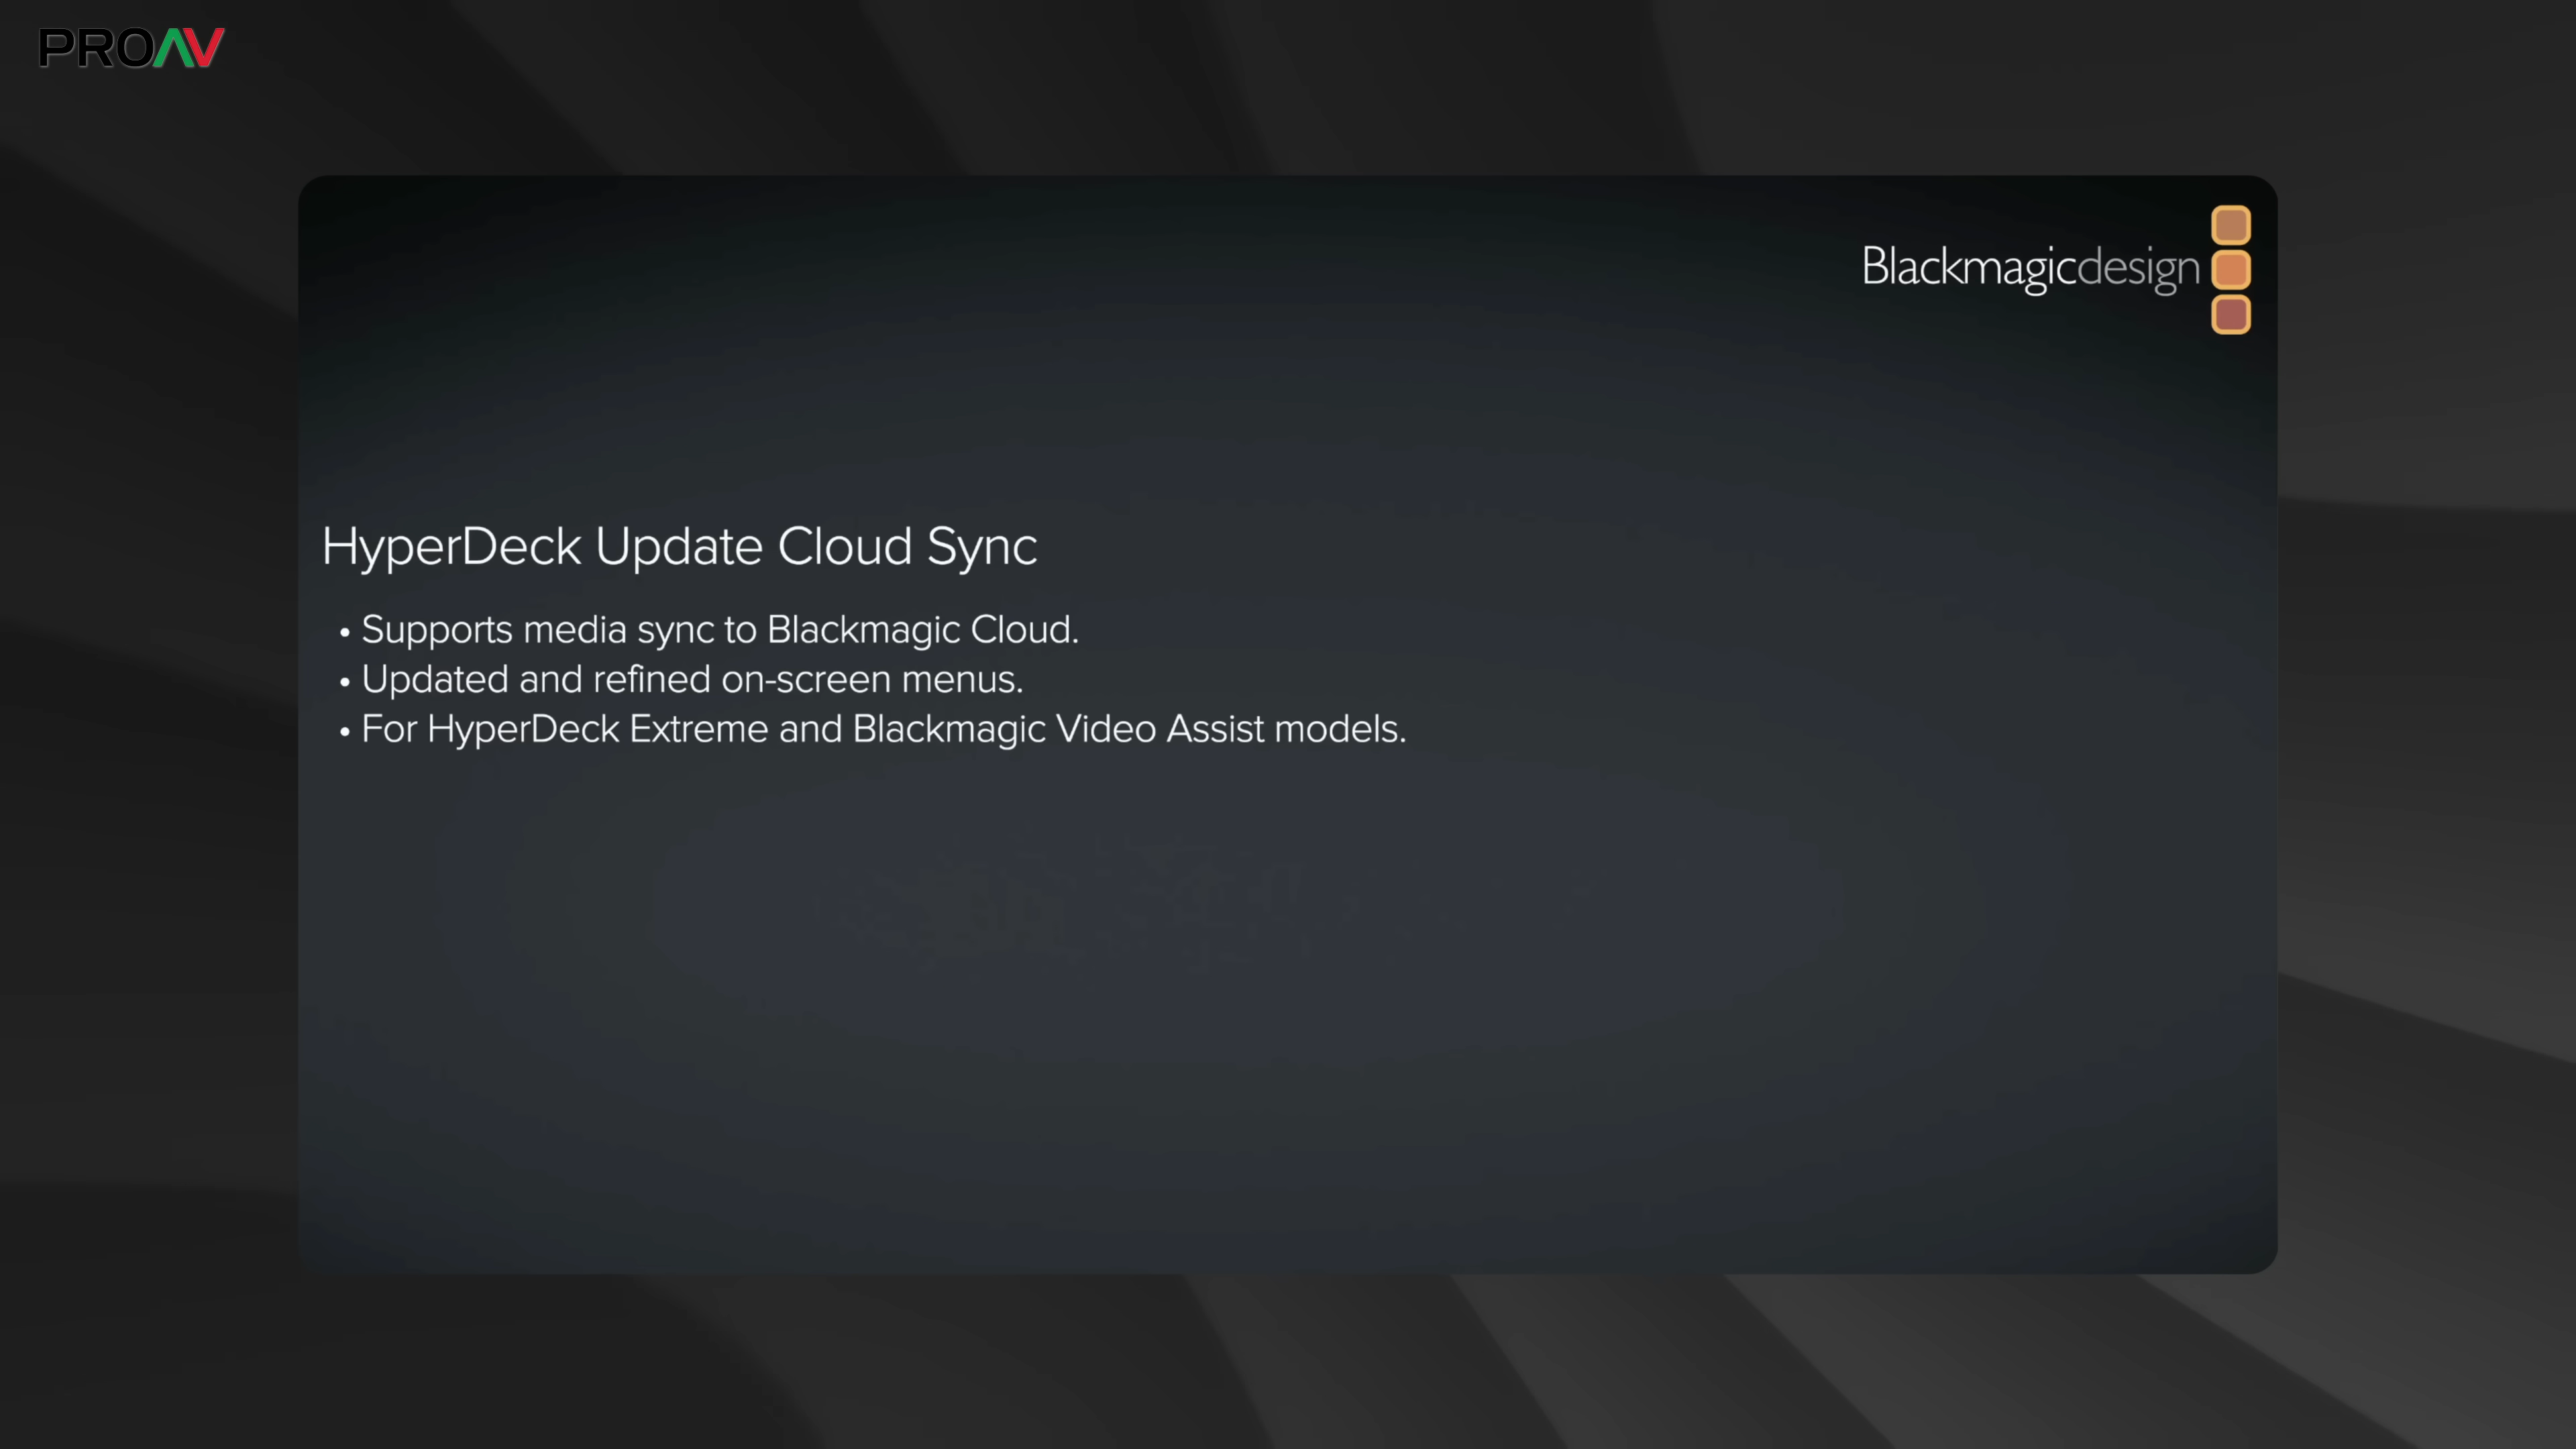 PROAV
Blackmagicdesign
HyperDeck Update Cloud Sync
• Supports media sync to Blackmagic Cloud.
• Updated and refined on-screen menus.
• For HyperDeck Extreme and Blackmagic Video Assist models.